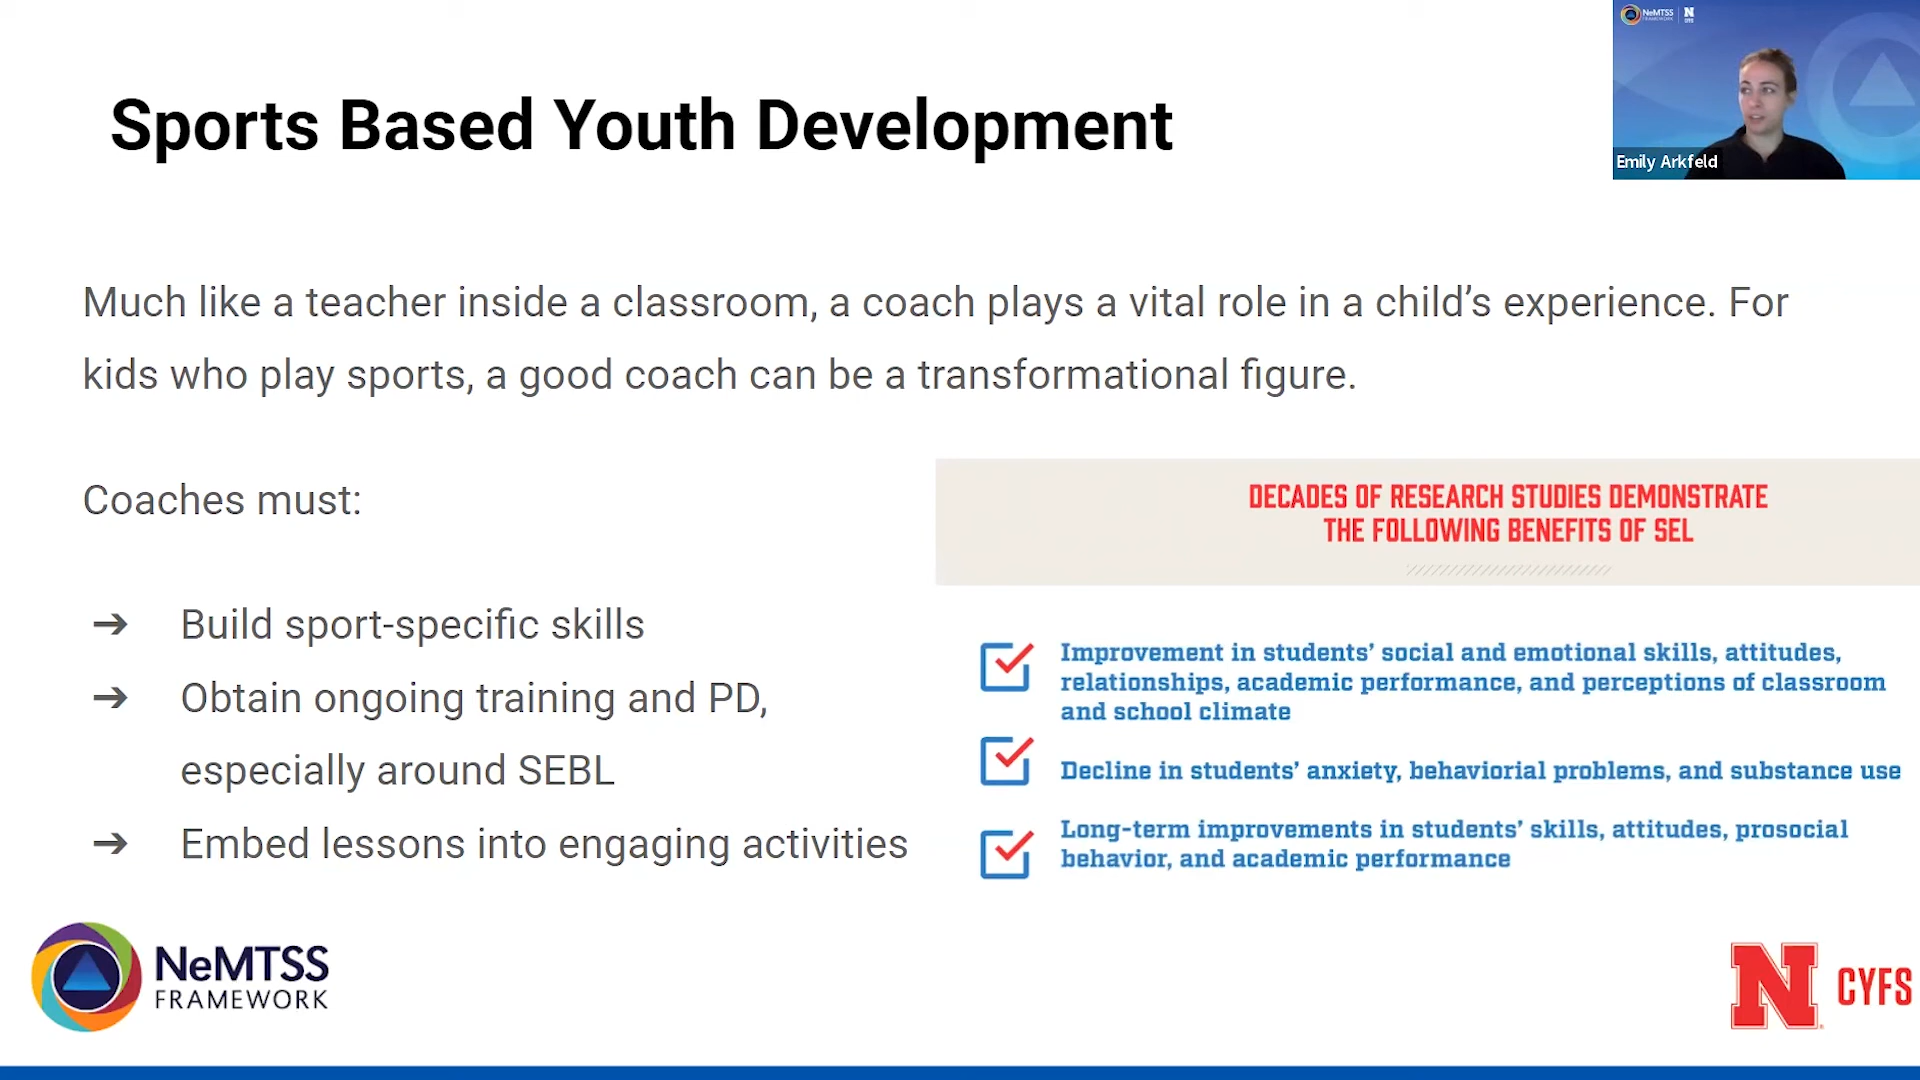 NeMTSS
FRAMEWORK
N
Emily Arkfeld
Sports Based Youth Development
Much like a teacher inside a classroom, a coach plays a vital role in a child’s experience. For
kids who play sports, a good coach can be a transformational figure.
Coaches must:
➔ Build sport-specific skills
➔ Obtain ongoing training and PD,
especially around SEBL
➔ Embed lessons into engaging activities
DECADES OF RESEARCH STUDIES DEMONSTRATE
THE FOLLOWING BENEFITS OF SEL
Improvement in students’ social and emotional skills, attitudes,
relationships, academic performance, and perceptions of classroom
and school climate
Decline in students’ anxiety, behaviorial problems, and substance use
Long-term improvements in students’ skills, attitudes, prosocial
behavior, and academic performance
NeMTSS
FRAMEWORK
N CYFS